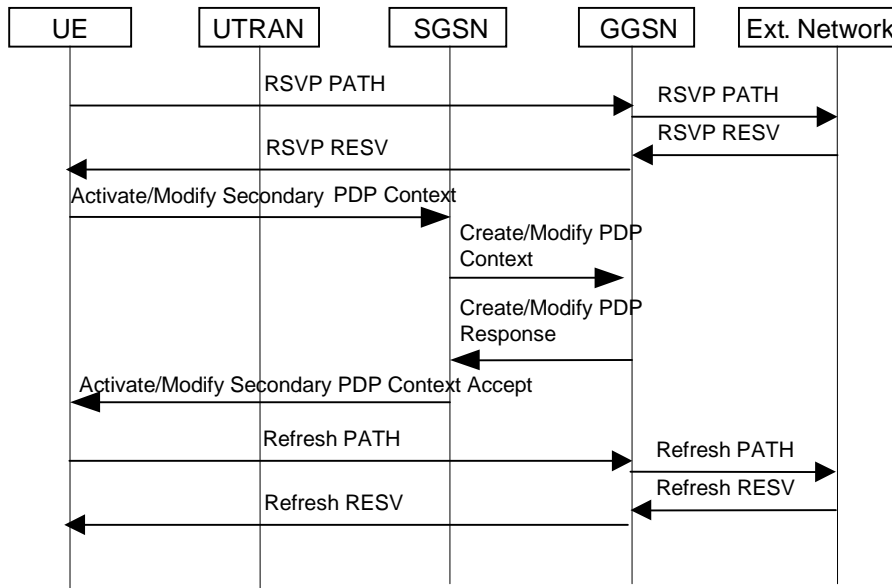 UE
UTRAN
SGSN
GGSN
Ext. Network
RSVP PATH
RSVP PATH
RSVP RESV
RSVP RESV
Activate/Modify Secondary PDP Context
Create/Modify PDP
Context
Create/Modify PDP
Response
Activate/Modify Secondary PDP Context Accept
Refresh PATH
Refresh PATH
Refresh RESV
Refresh RESV